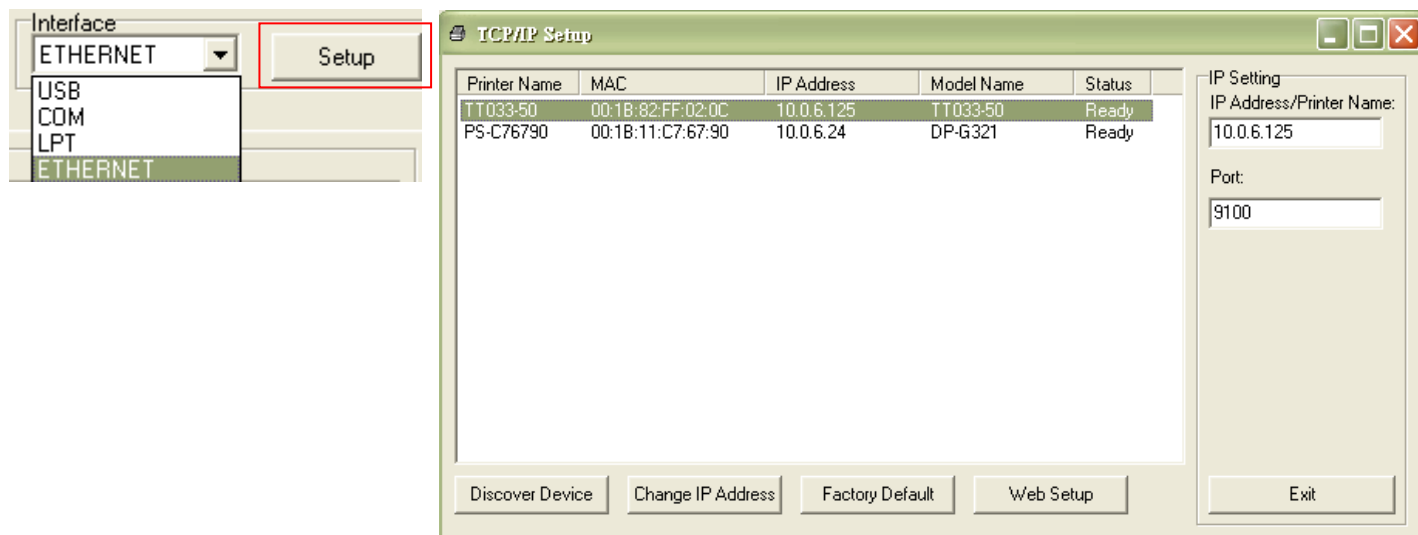 Interface
ETHERNET
Setup
USB
COM
LPT
ETHERNET
TCP/IP Setup
Printer Name MAC IP Address Model Name Status
TT033-50 00:1B:82:FF:02:0C 10.0.6.125 TT033-50 Ready
PS-C76790 00:1B:11:C7:67:90 10.0.6.24 DP-G321 Ready
IP Setting
IP Address/Printer Name:
10.0.6.125
Port:
9100
Discover Device Change IP Address Factory Default Web Setup Exit